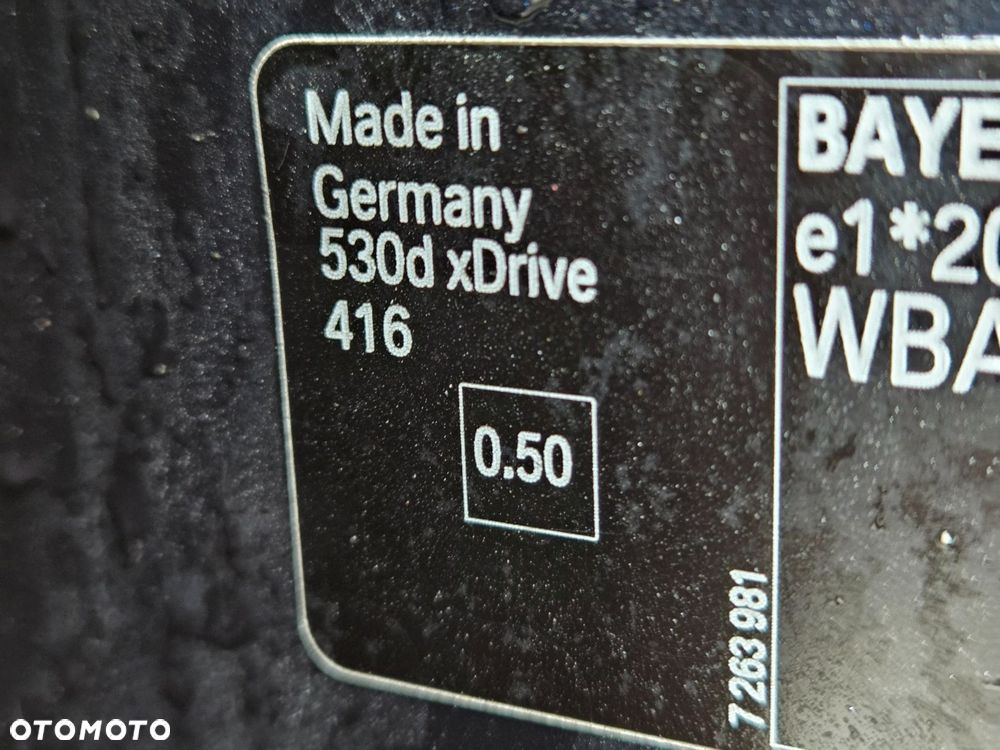 Made in
Germany
530d xDrive
416
0.50
7 263 981
BAYE
e1*20
WBA
OTOMOTO